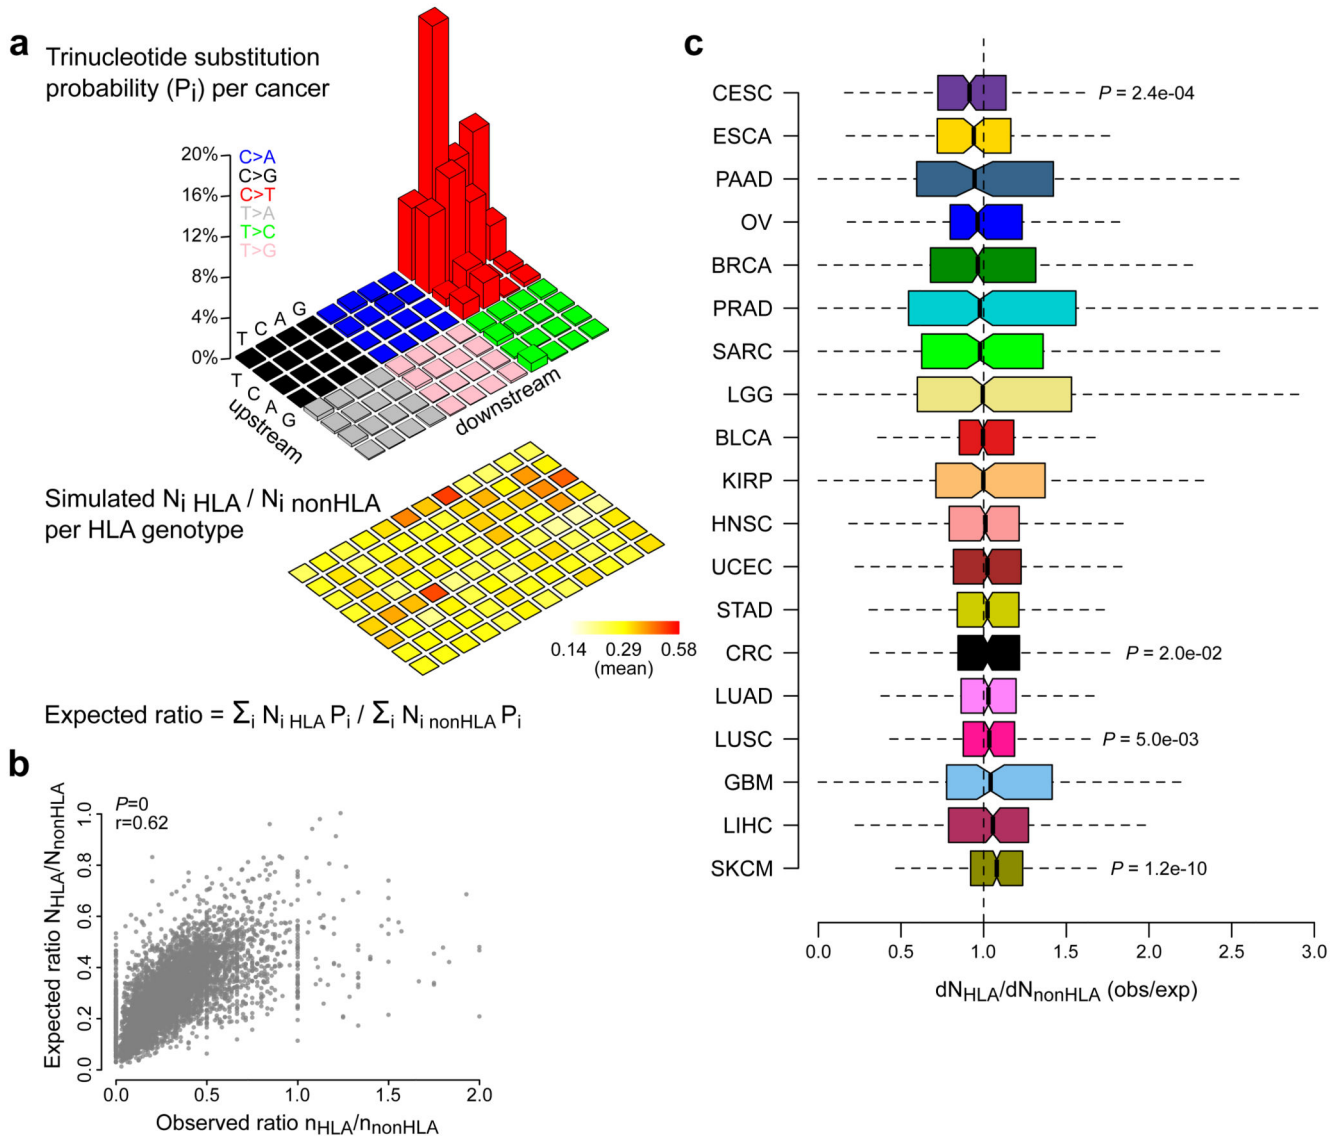 a
Trinucleotide substitution
probability (Pi) per cancer
20%
16%
12%
8%
4%
0%
C>A
C>G
C>T
T>A
T>C
T>G
T C A G
T C A G
upstream
downstream
Simulated Ni HLA / Ni nonHLA
per HLA genotype
0.14 0.29 0.58
(mean)
Expected ratio = Σi Ni HLA Pi / Σi Ni nonHLA Pi
b
P=0
r=0.62
Expected ratio NHLA/NnonHLA
1.0
0.8
0.6
0.4
0.2
0.0
0.0 0.5 1.0 1.5 2.0
Observed ratio nHLA/nnonHLA
c
CESC P = 2.4e-04
ESCA
PAAD
OV
BRCA
PRAD
SARC
LGG
BLCA
KIRP
HNSC
UCEC
STAD
CRC P = 2.0e-02
LUAD
LUSC P = 5.0e-03
GBM
LIHC
SKCM P = 1.2e-10
0.0 0.5 1.0 1.5 2.0 2.5 3.0
dNHLA/dNnonHLA (obs/exp)